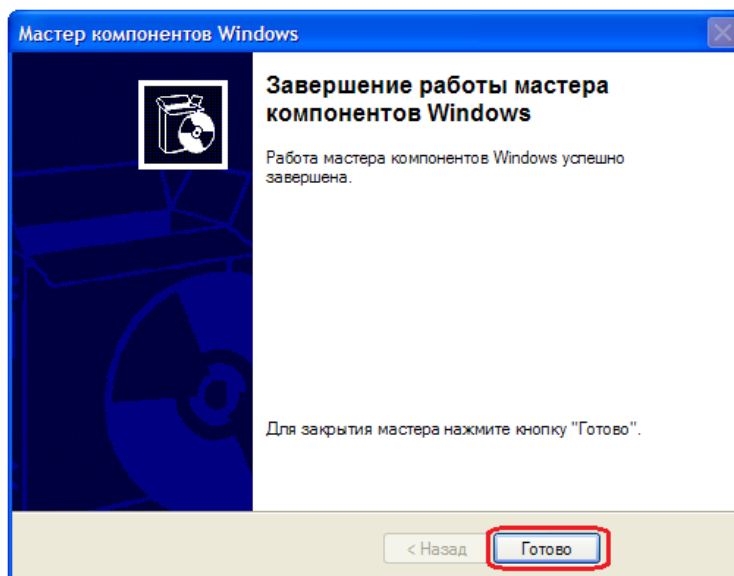 Мастер компонентов Windows
Завершение работы мастера
компонентов Windows
Работа мастера компонентов Windows успешно
завершена.
Для закрытия мастера нажмите кнопку "Готово".
< Назад
Готово